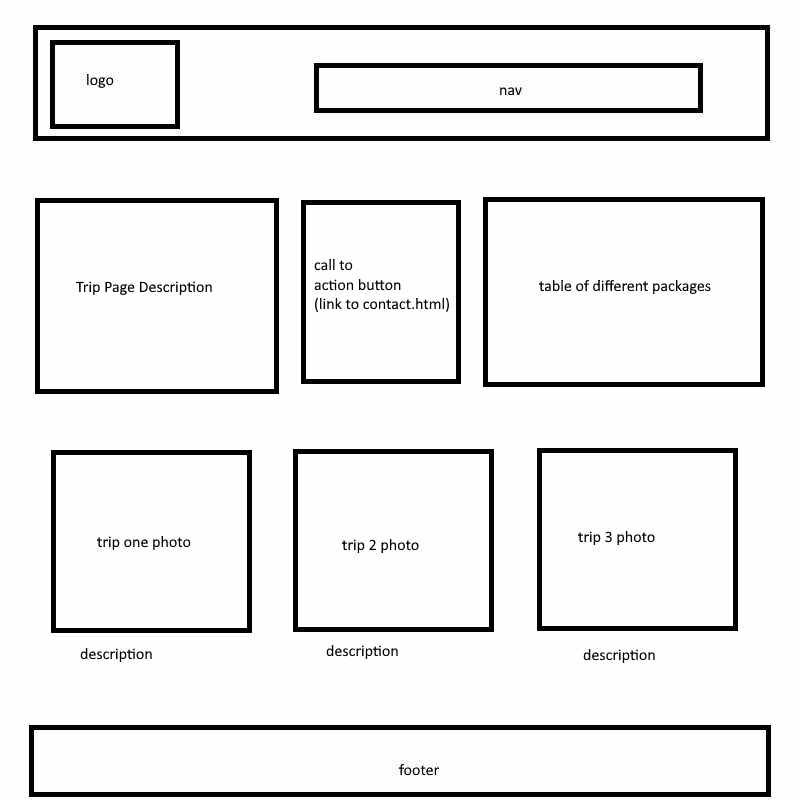 logo
nav
Trip Page Description
call to
action button
(link to contact.html)
table of different packages
trip one photo
trip 2 photo
trip 3 photo
description
description
description
footer